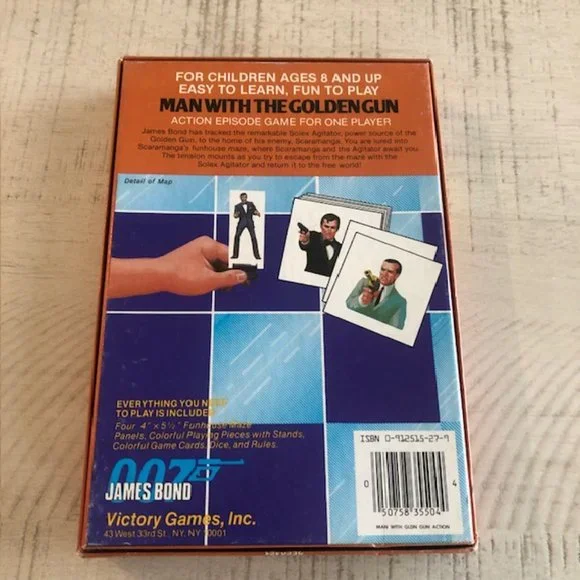 FOR CHILDREN AGES 8 AND UP
EASY TO LEARN, FUN TO PLAY
MAN WITH THE GOLDEN GUN
ACTION EPISODE GAME FOR ONE PLAYER
James Bond has tracked the remarkable Solex Agitator, power source of the
Golden Gun, to the home of his enemy, Scaramanga. You are lured into
Scaramanga's funhouse maze, where Scaramanga and the Agitator await you.
The tension mounts as you try to escape from the maze with the
Solex Agitator and return it to the free world!
Detail of Map
EVERYTHING YOU NEED
TO PLAY IS INCLUDED
Four 4" x 5½" Funhouse Maze
Panels, Colorful Playing Pieces with Stands,
Colorful Game Cards, Dice, and Rules.
007
JAMES BOND
Victory Games, Inc.
43 West 33rd St. NY, NY 10001
ISBN 0-912515-27-9
0 50758 35504 4
MAN WITH GLDN GUN ACTION